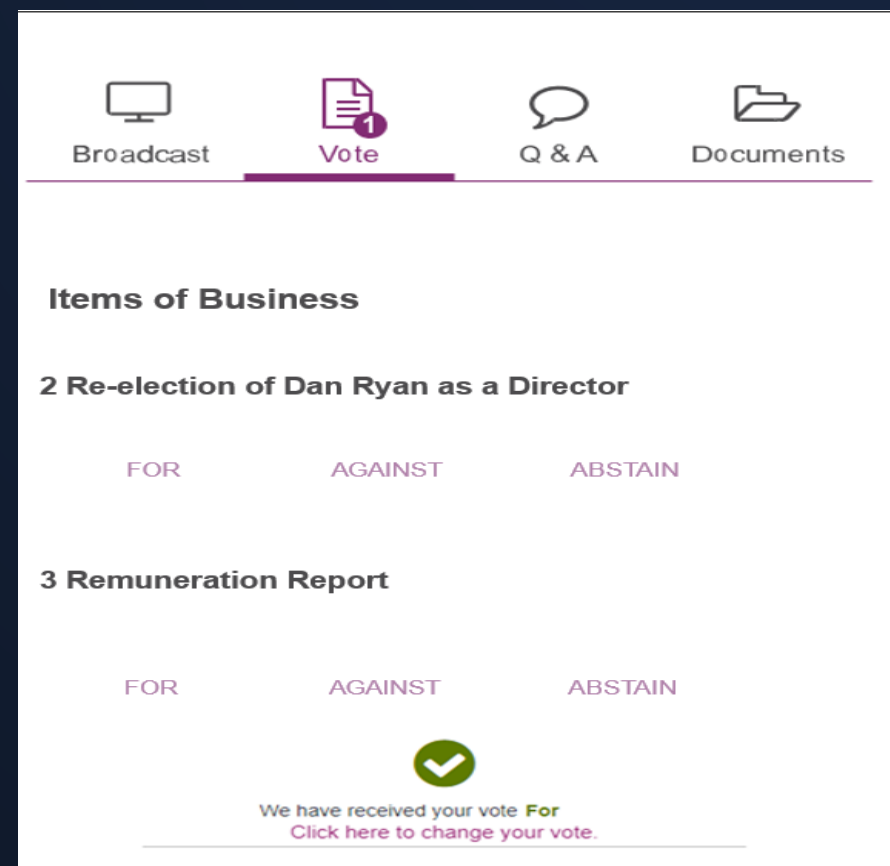 1
Broadcast Vote Q & A Documents
Items of Business
2 Re-election of Dan Ryan as a Director
FOR AGAINST ABSTAIN
3 Remuneration Report
FOR AGAINST ABSTAIN
We have received your vote For
Click here to change your vote.